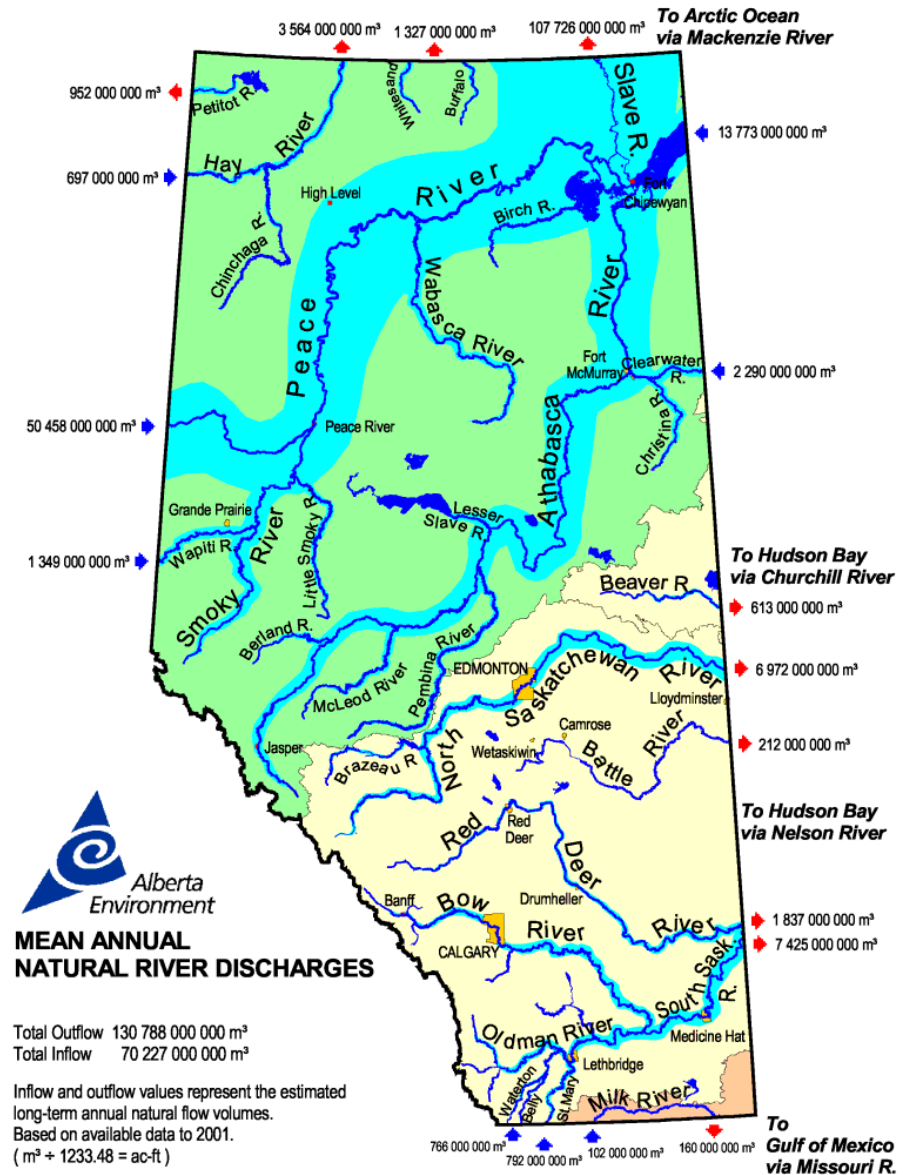 3 564 000 000 m³
1 327 000 000 m³
107 726 000 000 m³
To Arctic Ocean
via Mackenzie River
952 000 000 m³
Petitot R.
Whitesand
Buffalo
Slave R.
13 773 000 000 m³
697 000 000 m³
Hay River
High Level
Chinchaga R.
Peace River
Birch R.
Fort
Chipewyan
Wabasca River
Athabasca River
Fort
McMurray
Clearwater
R.
2 290 000 000 m³
Christina R.
50 458 000 000 m³
Peace River
Grande Prairie
Wapiti R.
1 349 000 000 m³
Smoky River
Little Smoky R
Lesser
Slave R.
Berland R.
McLeod River
Pembina River
To Hudson Bay
via Churchill River
Beaver R
613 000 000 m³
EDMONTON
North Saskatchewan River
6 972 000 000 m³
Lloydminster
Jasper
Brazeau R
Wetaskiwin
Camrose
Battle River
212 000 000 m³
To Hudson Bay
via Nelson River
Red Deer River
Red
Deer
Drumheller
Banff
Bow River
CALGARY
1 837 000 000 m³
7 425 000 000 m³
South Sask. R.
Medicine Hat
Oldman River
Lethbridge
Waterton
Belly
St.Mary
Milk River
766 000 000 m³
792 000 000 m³
102 000 000 m³
160 000 000 m³
To
Gulf of Mexico
via Missouri R.
Alberta
Environment
MEAN ANNUAL
NATURAL RIVER DISCHARGES
Total Outflow 130 788 000 000 m³
Total Inflow 70 227 000 000 m³
Inflow and outflow values represent the estimated
long-term annual natural flow volumes.
Based on available data to 2001.
( m³ ÷ 1233.48 = ac-ft )